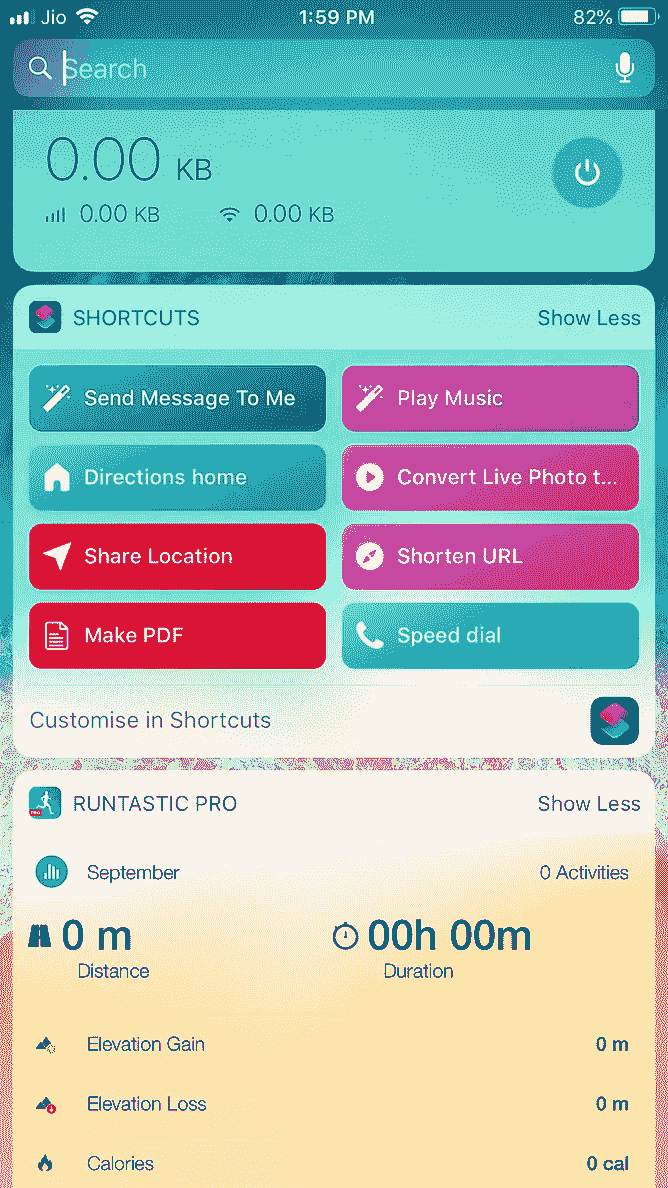 Jio 1:59 PM 82%
Search
0.00 KB
0.00 KB 0.00 KB
SHORTCUTS Show Less
Send Message To Me Play Music
Directions home Convert Live Photo t...
Share Location Shorten URL
Make PDF Speed dial
Customise in Shortcuts
RUNTASTIC PRO Show Less
September 0 Activities
0 m 00h 00m
Distance Duration
Elevation Gain 0 m
Elevation Loss 0 m
Calories 0 cal